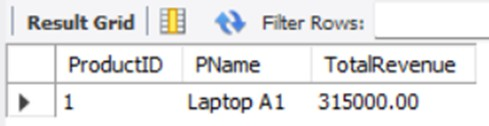 Result Grid Filter Rows:
ProductID PName TotalRevenue
1 Laptop A1 315000.00